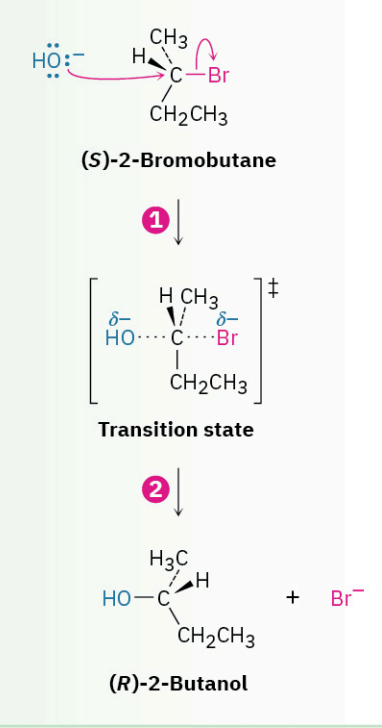 CH₃
HO:⁻ H C—Br
CH₂CH₃
(S)-2-Bromobutane
1
H CH₃ ‡
δ− δ−
HO····C····Br
CH₂CH₃
Transition state
2
H₃C
H
HO—C + Br⁻
CH₂CH₃
(R)-2-Butanol